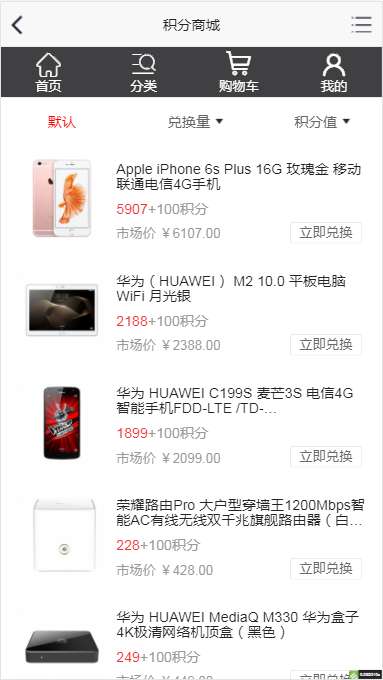 积分商城
首页 分类 购物车 我的
默认 兑换量 积分值
Apple iPhone 6s Plus 16G 玫瑰金 移动
联通电信4G手机
5907+100积分
市场价 ￥6107.00 立即兑换
华为（HUAWEI） M2 10.0 平板电脑
WiFi 月光银
2188+100积分
市场价 ￥2388.00 立即兑换
华为 HUAWEI C199S 麦芒3S 电信4G
智能手机FDD-LTE /TD-…
1899+100积分
市场价 ￥2099.00 立即兑换
荣耀路由Pro 大户型穿墙王1200Mbps智
能AC有线无线双千兆旗舰路由器（白…
228+100积分
市场价 ￥428.00 立即兑换
华为 HUAWEI MediaQ M330 华为盒子
4K极清网络机顶盒（黑色）
249+100积分
市场价 ￥449.00 立即兑换